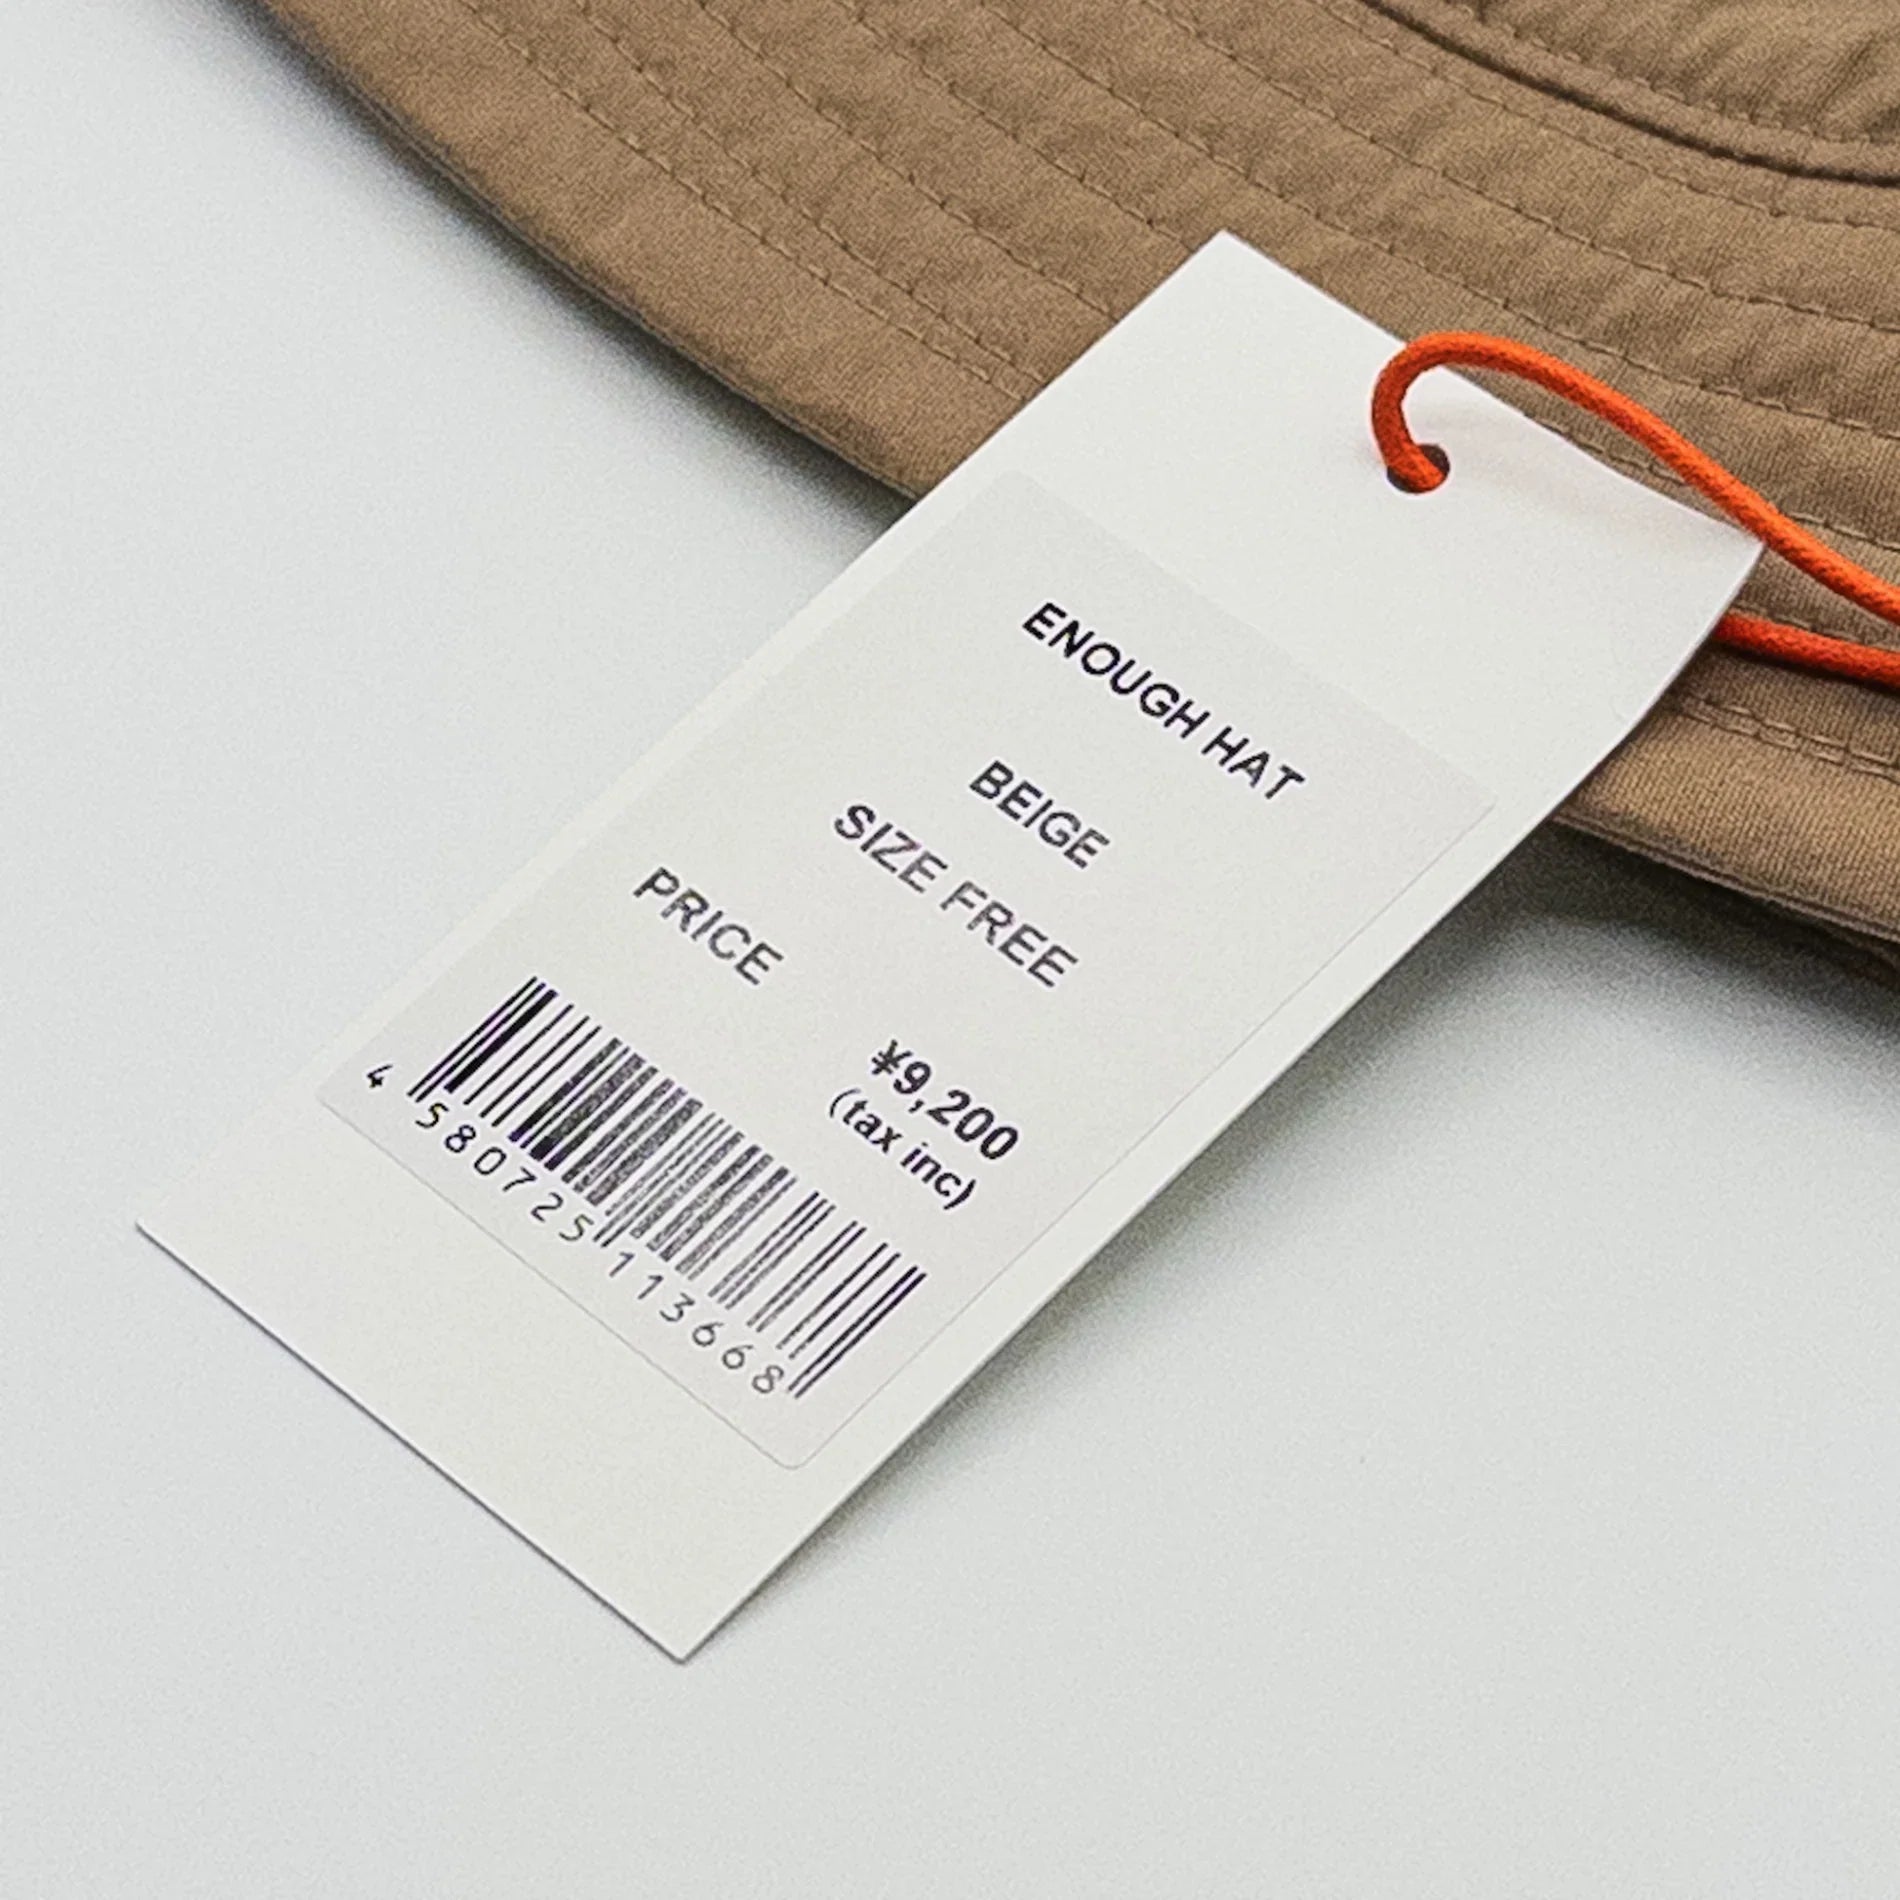 ENOUGH HAT
BEIGE
SIZE FREE
PRICE
¥9,200
(tax inc)
4 580725 113668